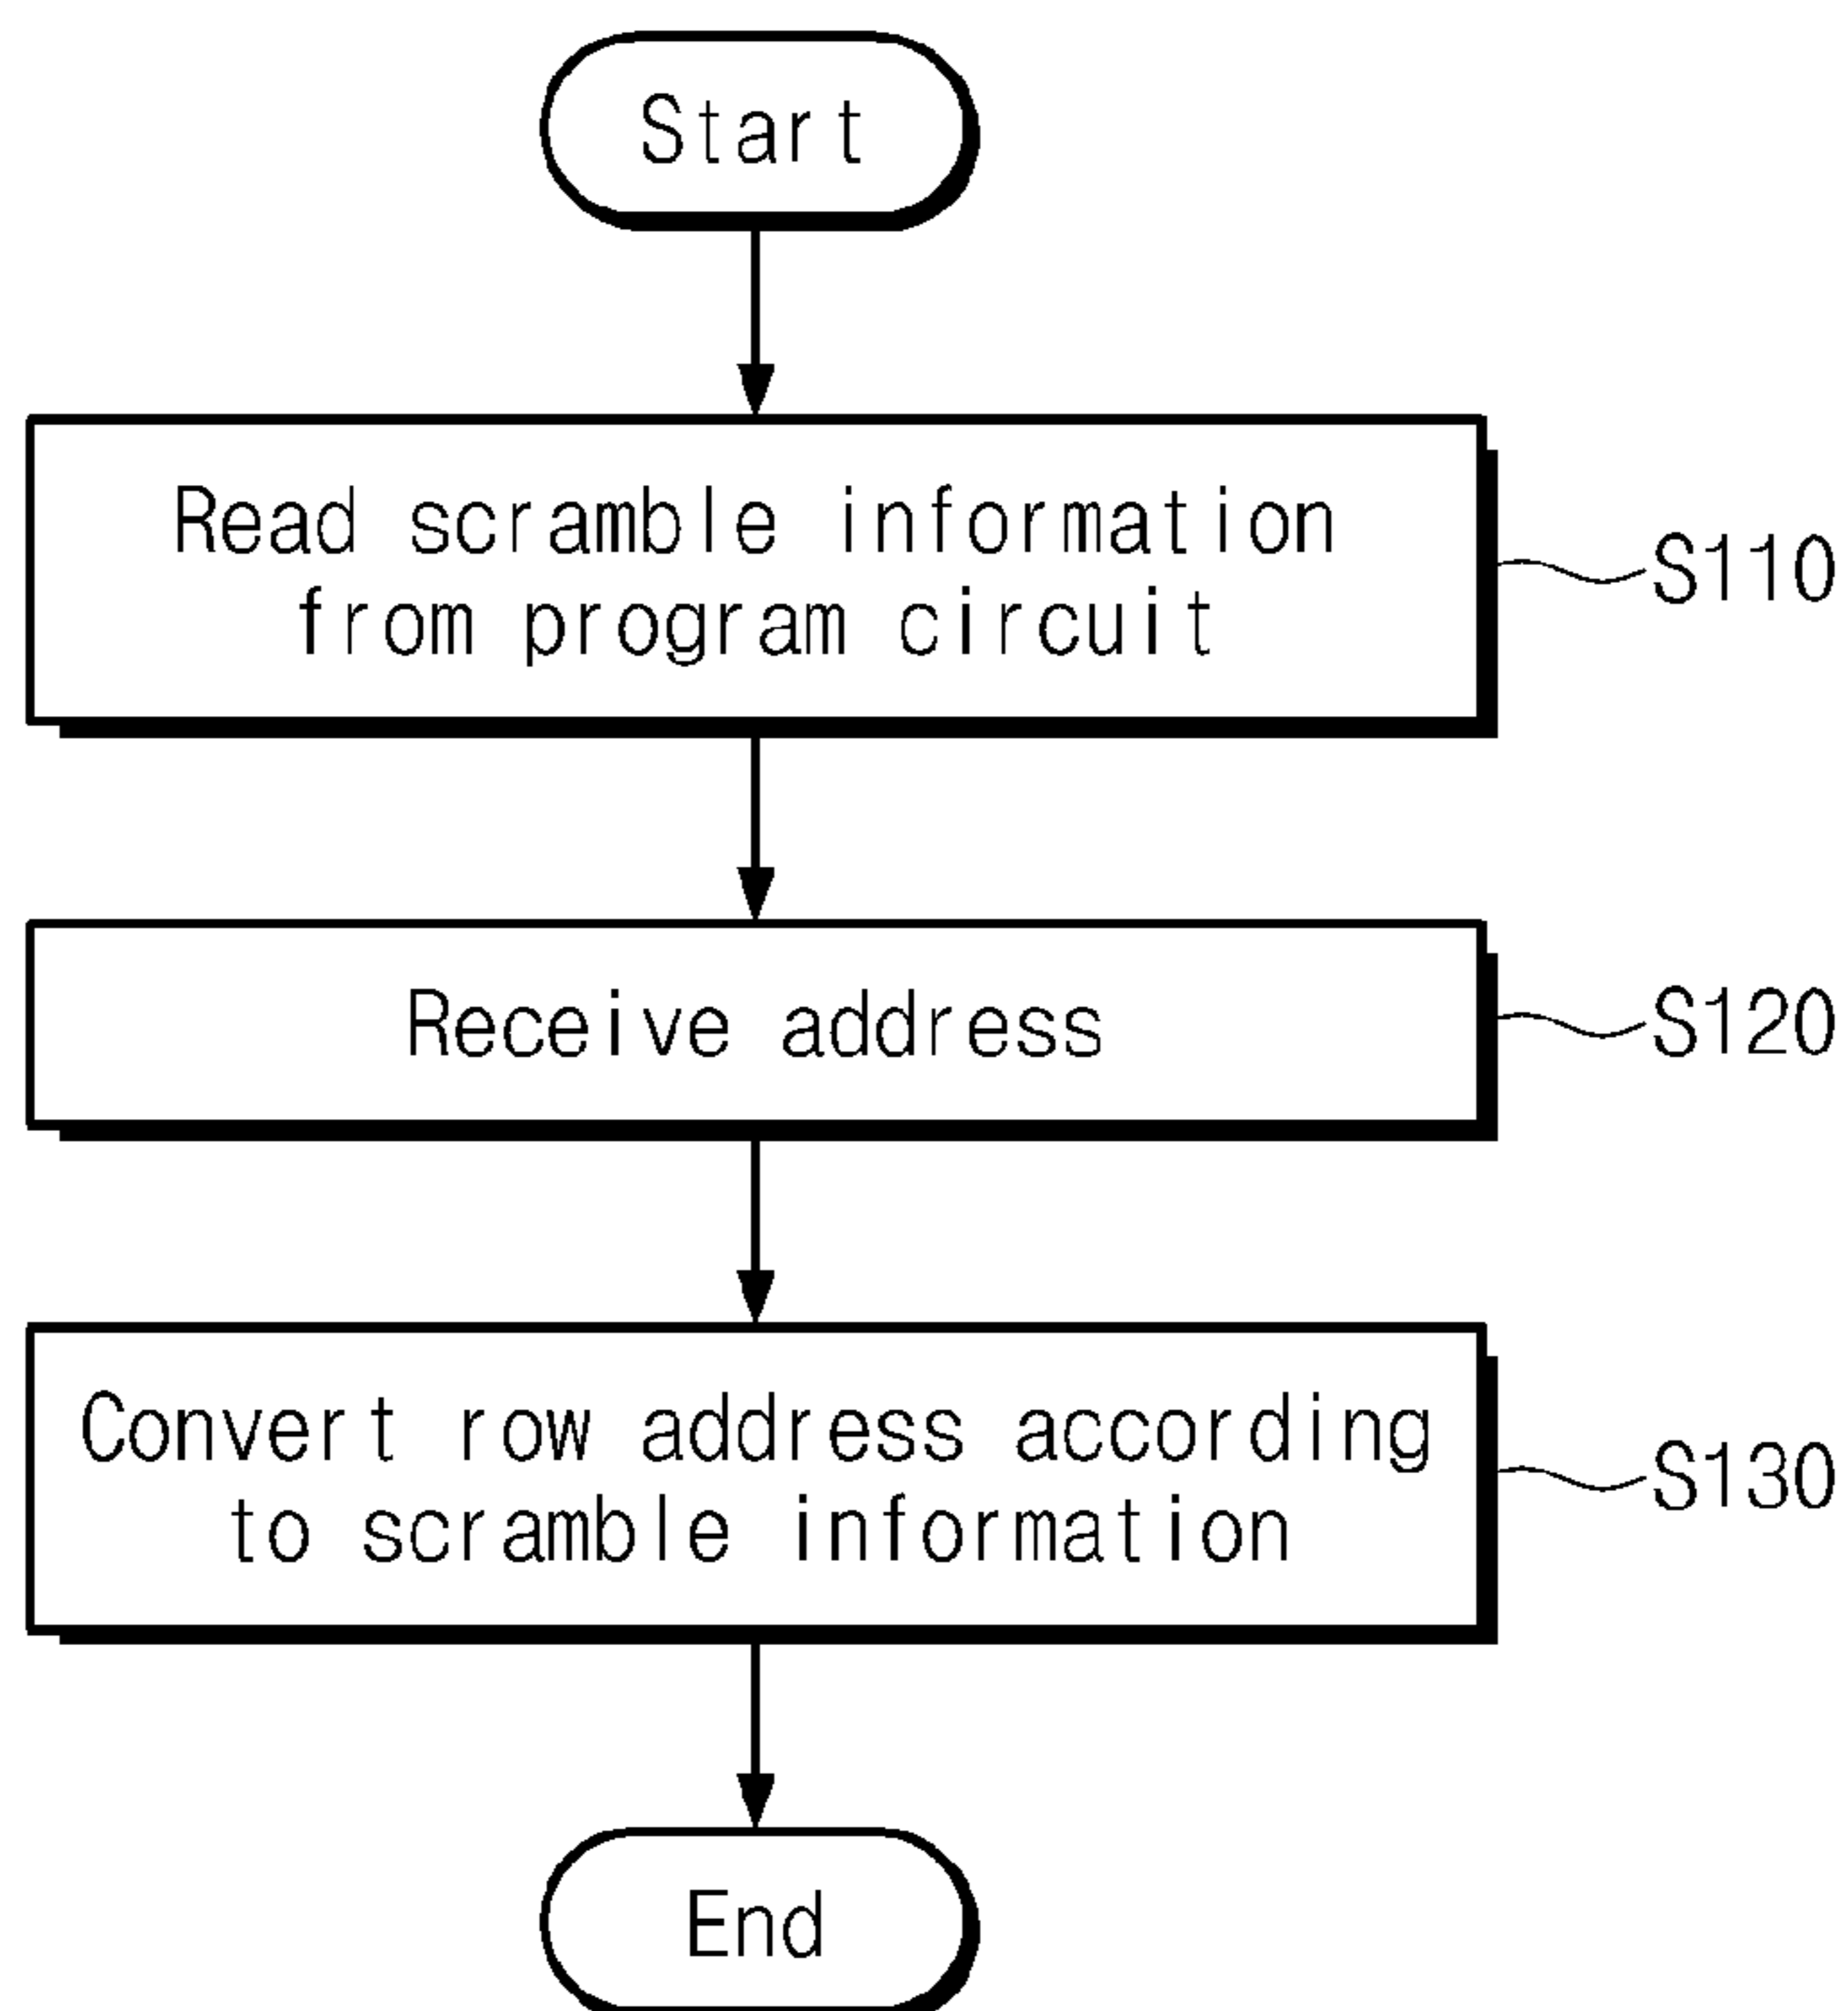 Start
Read scramble information
from program circuit
S110
Receive address
S120
Convert row address according
to scramble information
S130
End